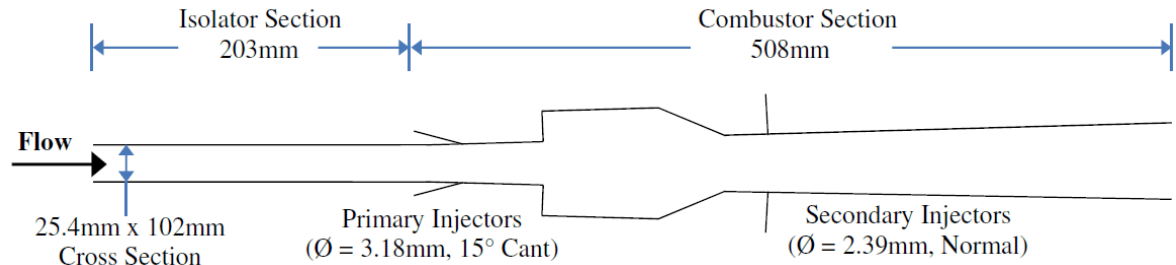 Isolator Section
203mm
Combustor Section
508mm
Flow
25.4mm x 102mm
Cross Section
Primary Injectors
(Ø = 3.18mm, 15° Cant)
Secondary Injectors
(Ø = 2.39mm, Normal)